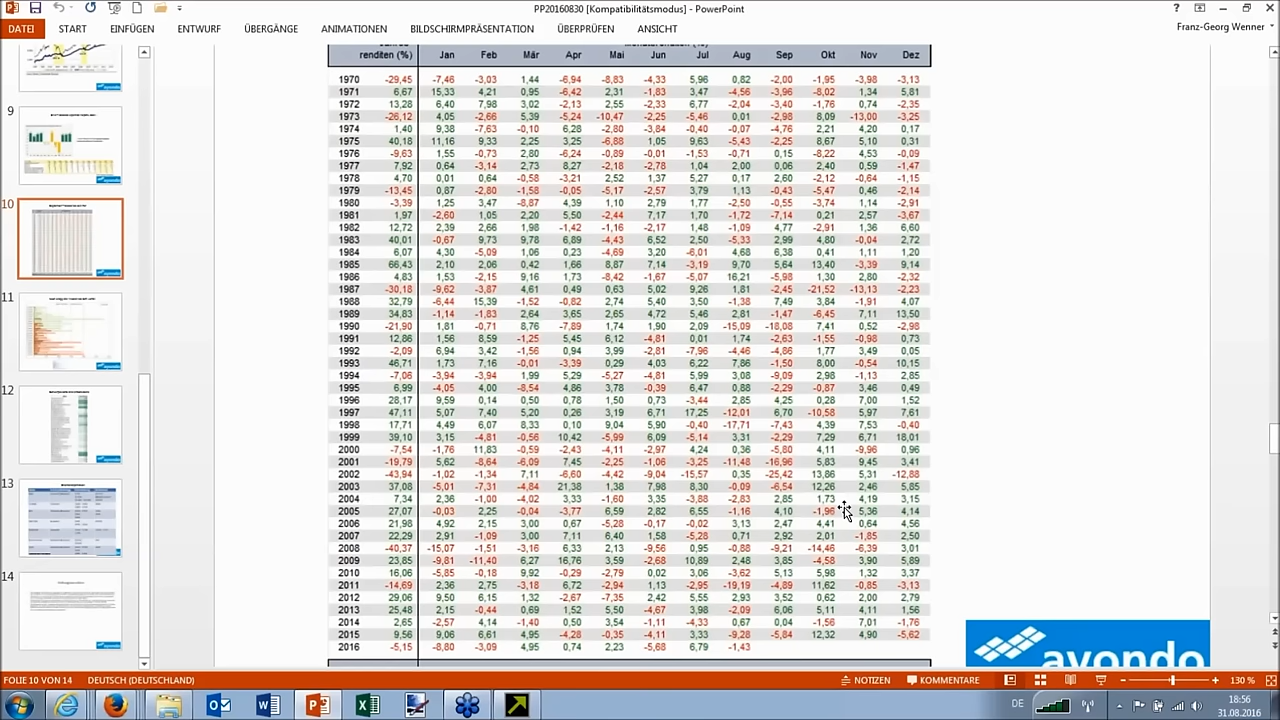 PP20160830 [Kompatibilitätsmodus] - PowerPoint
Franz-Georg Wenner
DATEI START EINFÜGEN ENTWURF ÜBERGÄNGE ANIMATIONEN BILDSCHIRMPRÄSENTATION ÜBERPRÜFEN ANSICHT
renditen (%) Jan Feb Mär Apr Mai Jun Jul Aug Sep Okt Nov Dez
1970 -29,45 -7,46 -3,03 1,44 -6,94 -8,83 -4,33 5,96 0,82 -2,00 -1,95 -3,98 -3,13
1971 6,67 15,33 4,21 0,95 -6,42 2,31 -1,83 3,47 -4,56 -3,96 -8,02 1,34 5,81
1972 13,28 6,40 7,98 3,02 -2,13 2,55 -2,33 6,77 -2,04 -3,40 -1,76 0,74 -2,35
1973 -26,12 4,05 -2,66 5,39 -5,24 -10,47 -2,25 -5,46 0,01 -2,98 8,09 -13,00 -3,25
1974 1,40 9,38 -7,63 -0,10 6,28 -2,80 -3,84 -0,40 -0,07 -4,76 2,21 4,20 0,17
1975 40,18 11,16 9,33 2,25 3,25 -6,88 1,05 9,63 -5,43 -2,25 8,67 5,10 0,31
1976 -9,63 1,55 -0,73 2,80 -6,24 -0,89 -0,01 -1,53 -0,71 0,15 -8,22 4,53 -0,09
1977 7,92 0,64 -3,14 2,73 8,27 -2,18 -2,78 1,04 2,00 0,06 2,40 0,59 -1,47
1978 4,70 0,01 0,64 -0,58 -3,21 2,52 1,37 5,27 0,17 2,60 -2,12 -0,64 -1,15
1979 -13,45 0,87 -2,80 -1,58 -0,05 -5,17 -2,57 3,79 1,13 -0,43 -5,47 0,46 -2,14
1980 -3,39 1,25 3,47 -8,87 4,39 1,10 2,79 1,77 -2,50 -0,55 -3,74 1,14 -2,91
1981 1,97 -2,60 1,05 2,20 5,50 -2,44 7,17 1,70 -1,72 -7,14 0,21 2,57 -3,67
1982 12,72 2,39 2,66 1,98 -1,42 -1,16 -2,17 1,48 -1,09 4,77 -2,91 1,36 6,60
1983 40,01 -0,67 9,73 9,78 6,89 -4,43 6,52 2,50 -5,33 2,99 4,80 -0,04 2,72
1984 6,07 4,30 -5,09 1,06 0,23 -4,69 3,20 -6,01 4,68 6,38 0,41 1,11 1,20
1985 66,43 2,10 2,06 0,42 1,66 8,87 7,14 -3,19 9,70 5,64 13,40 -3,39 9,14
1986 4,83 1,53 -2,15 9,16 1,73 -8,42 -1,67 -5,07 16,21 -5,98 1,30 2,80 -2,32
1987 -30,18 -9,62 -3,87 4,61 0,49 0,63 5,02 9,26 1,81 -2,45 -21,52 -13,13 -2,23
1988 32,79 -6,44 15,39 -1,52 -0,82 2,74 5,40 3,50 -1,38 7,49 3,84 -1,91 4,07
1989 34,83 -1,14 -1,83 2,64 3,65 2,65 4,72 5,46 2,81 -1,47 -6,45 7,11 13,50
1990 -21,90 1,81 -0,71 8,76 -7,89 1,74 1,90 2,09 -15,09 -18,08 7,41 0,52 -2,98
1991 12,86 1,56 8,59 -1,25 5,45 6,12 -4,81 0,01 1,74 -2,63 -1,55 -0,98 0,73
1992 -2,09 6,94 3,42 -1,56 0,94 3,99 -2,81 -7,96 -4,46 -4,86 1,77 3,49 0,05
1993 46,71 1,73 7,16 -0,01 -3,39 0,29 4,03 6,22 7,86 -1,50 8,00 -0,54 10,15
1994 -7,06 -3,94 -3,94 1,99 5,29 -5,27 -4,81 5,99 3,08 -9,09 2,98 -1,13 2,85
1995 6,99 -4,05 4,00 -8,54 4,86 3,78 -0,39 6,47 0,88 -2,29 -0,87 3,46 0,49
1996 28,17 9,59 0,14 0,50 0,78 1,50 0,73 -3,44 2,85 4,25 0,28 7,00 1,52
1997 47,11 5,07 7,40 5,20 0,26 3,19 6,71 17,25 -12,01 6,70 -10,58 5,97 7,61
1998 17,71 4,49 6,07 8,33 0,10 9,04 5,90 -0,40 -17,71 -7,43 4,39 7,53 -0,40
1999 39,10 3,15 -4,81 -0,56 10,42 -5,99 6,09 -5,14 3,31 -2,29 7,29 6,71 18,01
2000 -7,54 -1,76 11,83 -0,59 -2,43 -4,11 -2,97 4,24 0,36 -5,80 4,11 -9,96 0,96
2001 -19,79 5,62 -8,64 -6,09 7,45 -2,25 -1,06 -3,25 -11,48 -16,96 5,83 9,45 3,41
2002 -43,94 -1,02 -1,34 7,11 -6,60 -4,42 -9,04 -15,57 0,35 -25,42 13,86 5,31 -12,88
2003 37,08 -5,01 -7,31 -4,84 21,38 1,38 7,98 8,30 -0,09 -6,54 12,26 2,46 5,85
2004 7,34 2,36 -1,00 -4,02 3,33 -1,60 3,35 -3,88 -2,83 2,85 1,73 4,19 3,15
2005 27,07 -0,03 2,25 -0,04 -3,77 6,59 2,82 6,55 -1,16 4,10 -1,96 5,36 4,14
2006 21,98 4,92 2,15 3,00 0,67 -5,28 -0,17 -0,02 3,13 2,47 4,41 0,64 4,56
2007 22,29 2,91 -1,09 3,00 7,11 6,40 1,58 -5,28 0,71 2,92 2,01 -1,85 2,50
2008 -40,37 -15,07 -1,51 -3,16 6,33 2,13 -9,56 0,95 -0,88 -9,21 -14,46 -6,39 3,01
2009 23,85 -9,81 -11,40 6,27 16,76 3,59 -2,68 10,89 2,48 3,85 -4,58 3,90 5,89
2010 16,06 -5,85 -0,18 9,92 -0,29 -2,79 0,02 3,06 -3,62 5,13 5,98 1,32 3,37
2011 -14,69 2,36 2,75 -3,18 6,72 -2,94 1,13 -2,95 -19,19 -4,89 11,62 -0,85 -3,13
2012 29,06 9,50 6,15 1,32 -2,67 -7,35 2,42 5,55 2,93 3,52 0,62 2,00 2,79
2013 25,48 2,15 -0,44 0,69 1,52 5,50 -4,67 3,98 -2,09 6,06 5,11 4,11 1,56
2014 2,65 -2,57 4,14 -1,40 0,50 3,54 -1,11 -4,33 0,67 0,04 -1,56 7,01 -1,76
2015 9,56 9,06 6,61 4,95 -4,28 -0,35 -4,11 3,33 -9,28 -5,84 12,32 4,90 -5,62
2016 -5,15 -8,80 -3,09 4,95 0,74 2,23 -5,68 6,79 -1,43
9
10
11
12
13
14
ayondo
FOLIE 10 VON 14 DEUTSCH (DEUTSCHLAND) NOTIZEN KOMMENTARE 130 %
DE 18:56
31.08.2016